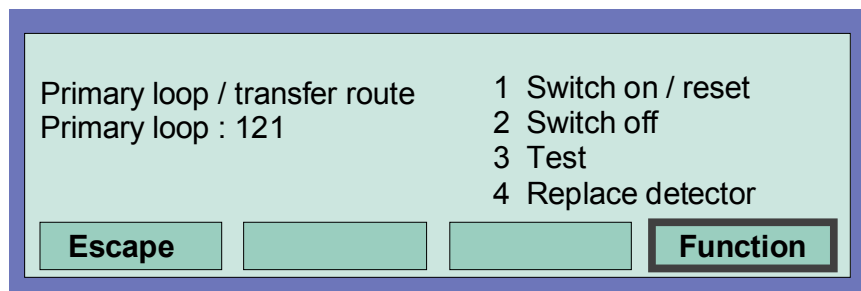 Primary loop / transfer route
Primary loop : 121
1 Switch on / reset
2 Switch off
3 Test
4 Replace detector
Escape
Function